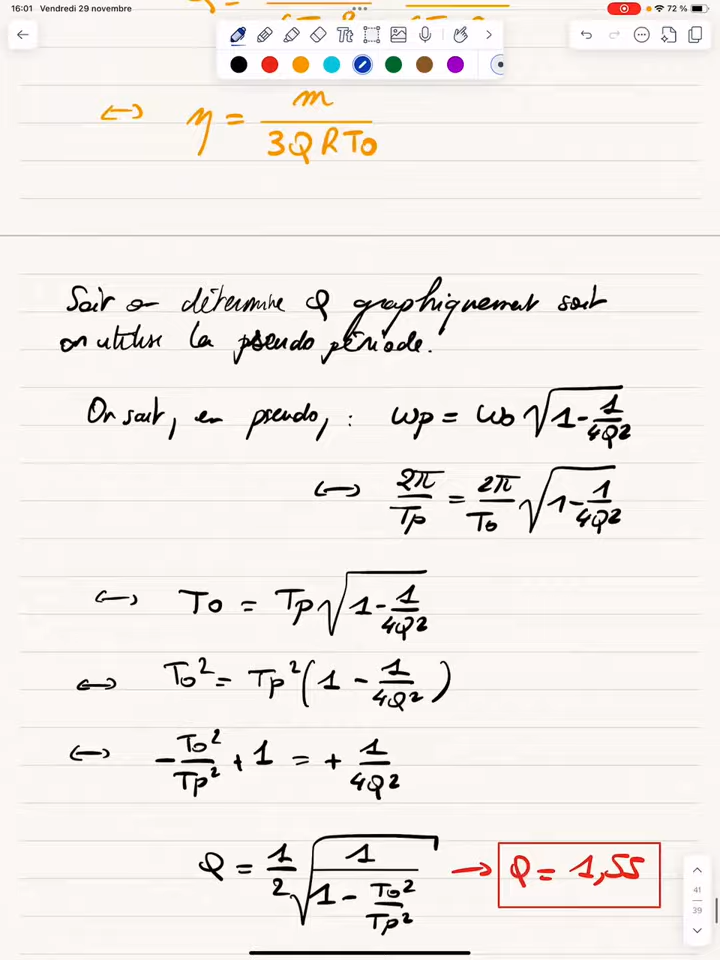 16:01 Vendredi 29 novembre
72 %
Tt
↔ η = m / 3QRT0
Soit on détermine Q graphiquement soit
on utilise la pseudo période.
On sait, en pseudo, : ωp = ω0 √(1 - 1/4Q²)
↔ 2π/Tp = 2π/T0 √(1 - 1/4Q²)
↔ T0 = Tp √(1 - 1/4Q²)
↔ T0² = Tp² (1 - 1/4Q²)
↔ - T0²/Tp² + 1 = + 1/4Q²
Q = 1/2 √(1 / (1 - T0²/Tp²)) → Q = 1,55
41
39